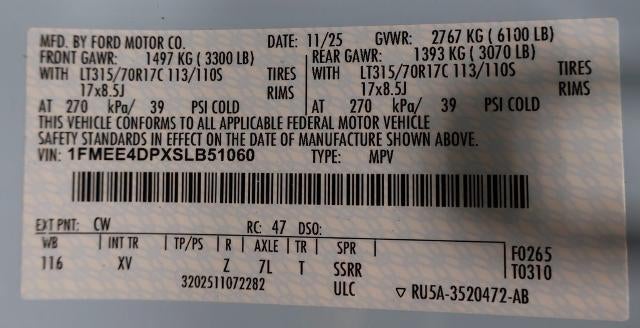 MFD. BY FORD MOTOR CO. DATE: 11/25 GVWR: 2767 KG ( 6100 LB)
FRONT GAWR: 1497 KG ( 3300 LB) REAR GAWR: 1393 KG ( 3070 LB)
WITH LT315/70R17C 113/110S TIRES WITH LT315/70R17C 113/110S TIRES
17x8.5J RIMS 17x8.5J RIMS
AT 270 kPa/ 39 PSI COLD AT 270 kPa/ 39 PSI COLD
THIS VEHICLE CONFORMS TO ALL APPLICABLE FEDERAL MOTOR VEHICLE
SAFETY STANDARDS IN EFFECT ON THE DATE OF MANUFACTURE SHOWN ABOVE.
VIN: 1FMEE4DPXSLB51060 TYPE: MPV
EXT PNT: CW RC: 47 DSO:
WB INT TR TP/PS R AXLE TR SPR F0265
116 XV Z 7L T SSRR T0310
3202511072282 ULC ▽ RU5A-3520472-AB